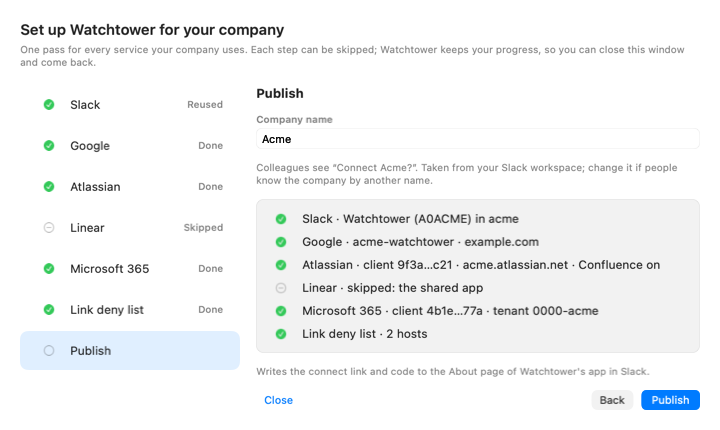 Set up Watchtower for your company
One pass for every service your company uses. Each step can be skipped; Watchtower keeps your progress, so you can close this window
and come back.
Slack Reused
Google Done
Atlassian Done
Linear Skipped
Microsoft 365 Done
Link deny list Done
Publish
Publish
Company name
Acme
Colleagues see “Connect Acme?”. Taken from your Slack workspace; change it if people
know the company by another name.
Slack · Watchtower (A0ACME) in acme
Google · acme-watchtower · example.com
Atlassian · client 9f3a…c21 · acme.atlassian.net · Confluence on
Linear · skipped: the shared app
Microsoft 365 · client 4b1e…77a · tenant 0000-acme
Link deny list · 2 hosts
Writes the connect link and code to the About page of Watchtower's app in Slack.
Close Back Publish